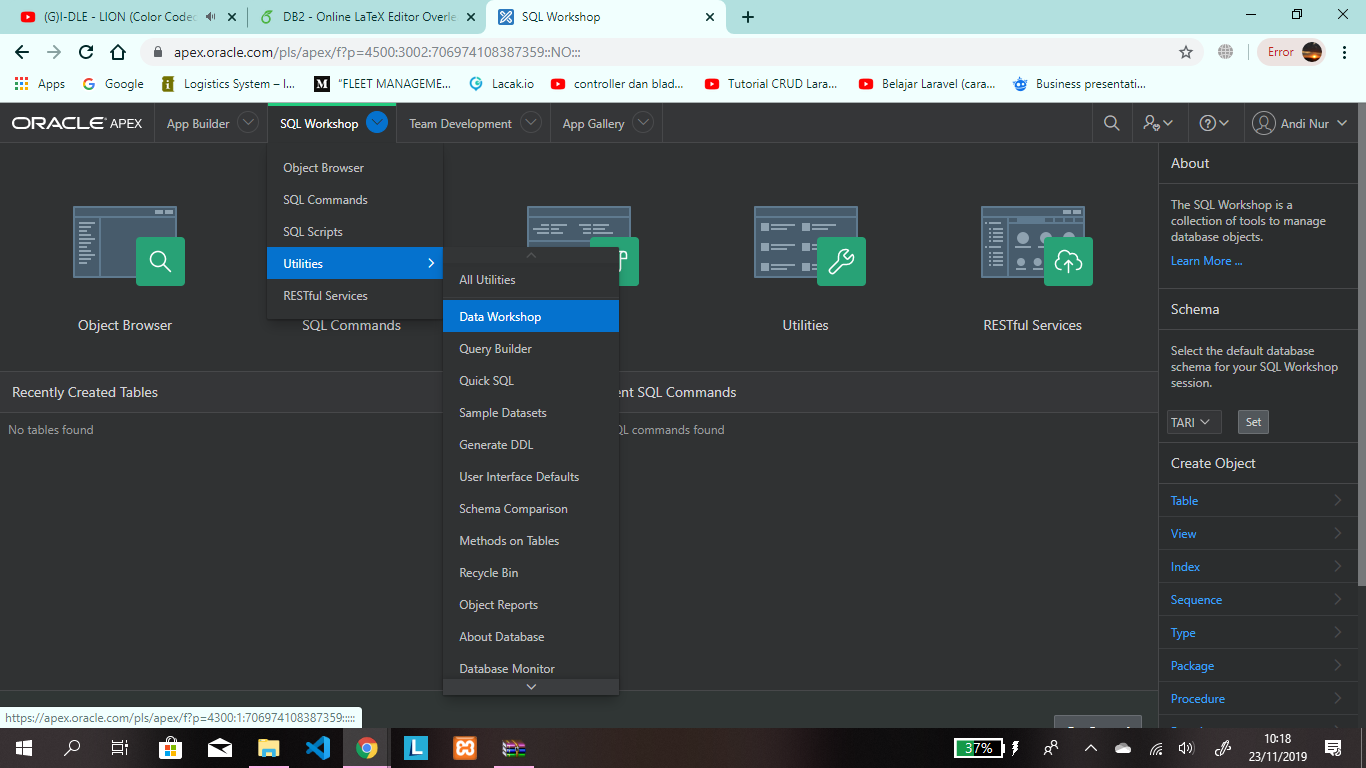 (G)I-DLE - LION (Color Coded
DB2 - Online LaTeX Editor Overle
SQL Workshop
apex.oracle.com/pls/apex/f?p=4500:3002:706974108387359::NO:::
Error
Apps
Google
Logistics System – I...
"FLEET MANAGEME...
Lacak.io
controller dan blad...
Tutorial CRUD Lara...
Belajar Laravel (cara...
Business presentati...
ORACLE APEX
App Builder
SQL Workshop
Team Development
App Gallery
Andi Nur
Object Browser
SQL Commands
SQL Scripts
Utilities
RESTful Services
All Utilities
Data Workshop
Query Builder
Quick SQL
Sample Datasets
Generate DDL
User Interface Defaults
Schema Comparison
Methods on Tables
Recycle Bin
Object Reports
About Database
Database Monitor
Object Browser
SQL Commands
Utilities
RESTful Services
Recently Created Tables
No tables found
ent SQL Commands
QL commands found
About
The SQL Workshop is a
collection of tools to manage
database objects.
Learn More ...
Schema
Select the default database
schema for your SQL Workshop
session.
TARI
Set
Create Object
Table
View
Index
Sequence
Type
Package
Procedure
https://apex.oracle.com/pls/apex/f?p=4300:1:706974108387359:::::
37%
10:18
23/11/2019